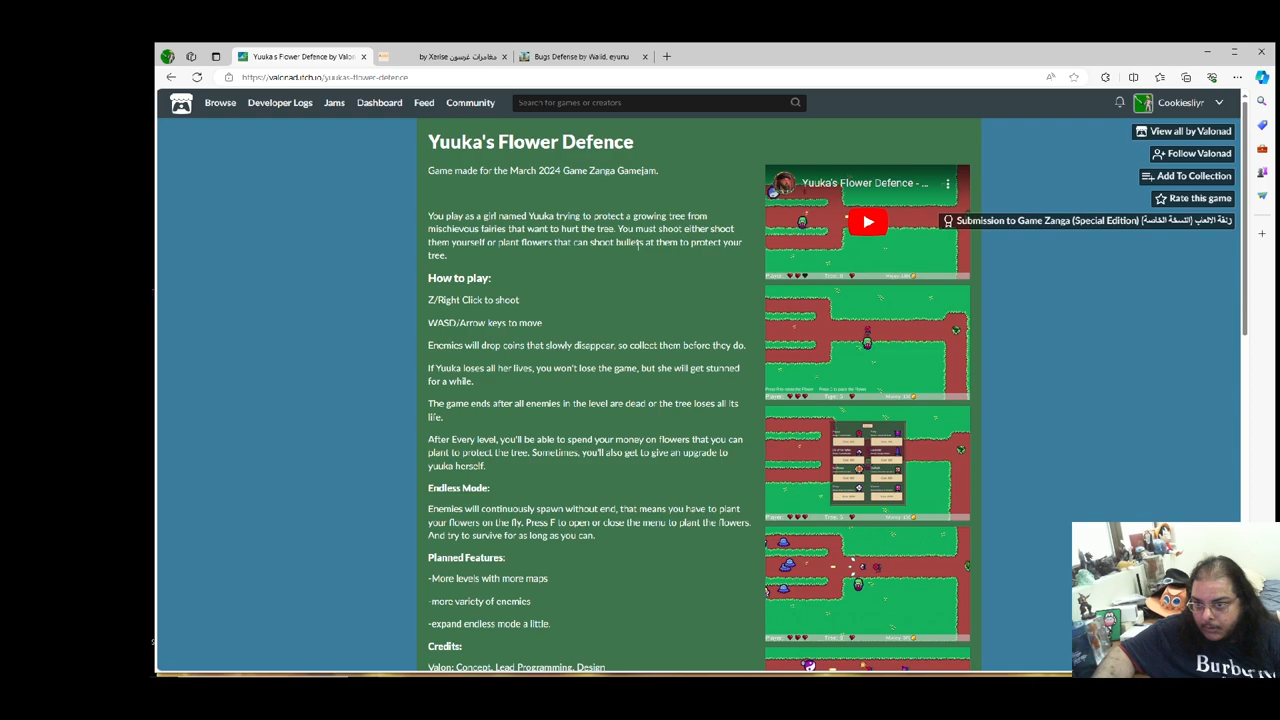 Yuuka's Flower Defence by Valon
by Xerise مغامرات غرسون
Bugs Defense by Walid, eyunu
https://valonad.itch.io/yuukas-flower-defence
Browse
Developer Logs
Jams
Dashboard
Feed
Community
Search for games or creators
Cookiesliyr
View all by Valonad
Follow Valonad
Add To Collection
Rate this game
Submission to Game Zanga (Special Edition) [زنقة الالعاب (النسخة الخاصة]
Yuuka's Flower Defence
Game made for the March 2024 Game Zanga Gamejam.
You play as a girl named Yuuka trying to protect a growing tree from
mischievous fairies that want to hurt the tree. You must shoot either shoot
them yourself or plant flowers that can shoot bullets at them to protect your
tree.
How to play:
Z/Right Click to shoot
WASD/Arrow keys to move
Enemies will drop coins that slowly disappear, so collect them before they do.
If Yuuka loses all her lives, you won't lose the game, but she will get stunned
for a while.
The game ends after all enemies in the level are dead or the tree loses all its
life.
After Every level, you'll be able to spend your money on flowers that you can
plant to protect the tree. Sometimes, you'll also get to give an upgrade to
yuuka herself.
Endless Mode:
Enemies will continuously spawn without end, that means you have to plant
your flowers on the fly. Press F to open or close the menu to plant the flowers.
And try to survive for as long as you can.
Planned Features:
-More levels with more maps
-more variety of enemies
-expand endless mode a little.
Credits:
Valon: Concept, Lead Programming, Design
Yuuka's Flower Defence - ...
Burb